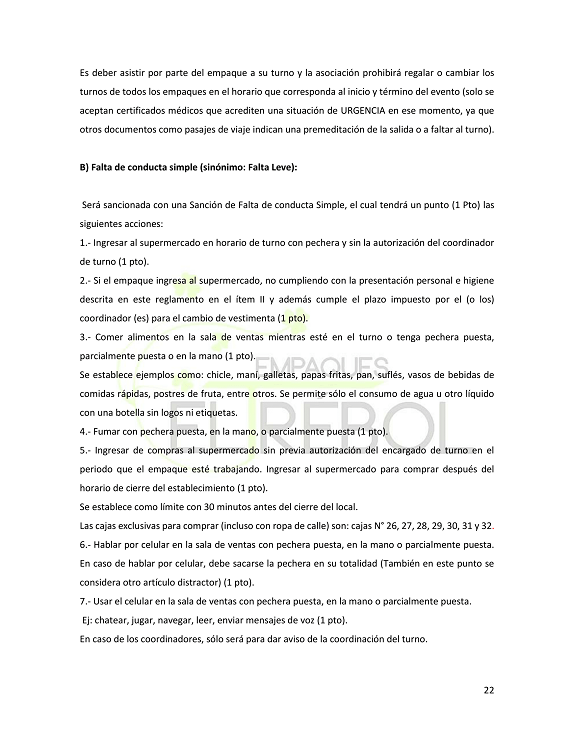 Es deber asistir por parte del empaque a su turno y la asociación prohibirá regalar o cambiar los
turnos de todos los empaques en el horario que corresponda al inicio y término del evento (solo se
aceptan certificados médicos que acrediten una situación de URGENCIA en ese momento, ya que
otros documentos como pasajes de viaje indican una premeditación de la salida o a faltar al turno).
B) Falta de conducta simple (sinónimo: Falta Leve):
Será sancionada con una Sanción de Falta de conducta Simple, el cual tendrá un punto (1 Pto) las
siguientes acciones:
1.- Ingresar al supermercado en horario de turno con pechera y sin la autorización del coordinador
de turno (1 pto).
2.- Si el empaque ingresa al supermercado, no cumpliendo con la presentación personal e higiene
descrita en este reglamento en el ítem II y además cumple el plazo impuesto por el (o los)
coordinador (es) para el cambio de vestimenta (1 pto).
3.- Comer alimentos en la sala de ventas mientras esté en el turno o tenga pechera puesta,
parcialmente puesta o en la mano (1 pto).
EMPAQUES
Se establece ejemplos como: chicle, maní, galletas, papas fritas, pan, suflés, vasos de bebidas de
comidas rápidas, postres de fruta, entre otros. Se permite sólo el consumo de agua u otro líquido
con una botella sin logos ni etiquetas.
EL TREBOL
4.- Fumar con pechera puesta, en la mano, o parcialmente puesta (1 pto).
5.- Ingresar de compras al supermercado sin previa autorización del encargado de turno en el
periodo que el empaque esté trabajando. Ingresar al supermercado para comprar después del
horario de cierre del establecimiento (1 pto).
Se establece como límite con 30 minutos antes del cierre del local.
Las cajas exclusivas para comprar (incluso con ropa de calle) son: cajas N° 26, 27, 28, 29, 30, 31 y 32.
6.- Hablar por celular en la sala de ventas con pechera puesta, en la mano o parcialmente puesta.
En caso de hablar por celular, debe sacarse la pechera en su totalidad (También en este punto se
considera otro artículo distractor) (1 pto).
7.- Usar el celular en la sala de ventas con pechera puesta, en la mano o parcialmente puesta.
Ej: chatear, jugar, navegar, leer, enviar mensajes de voz (1 pto).
En caso de los coordinadores, sólo será para dar aviso de la coordinación del turno.
22